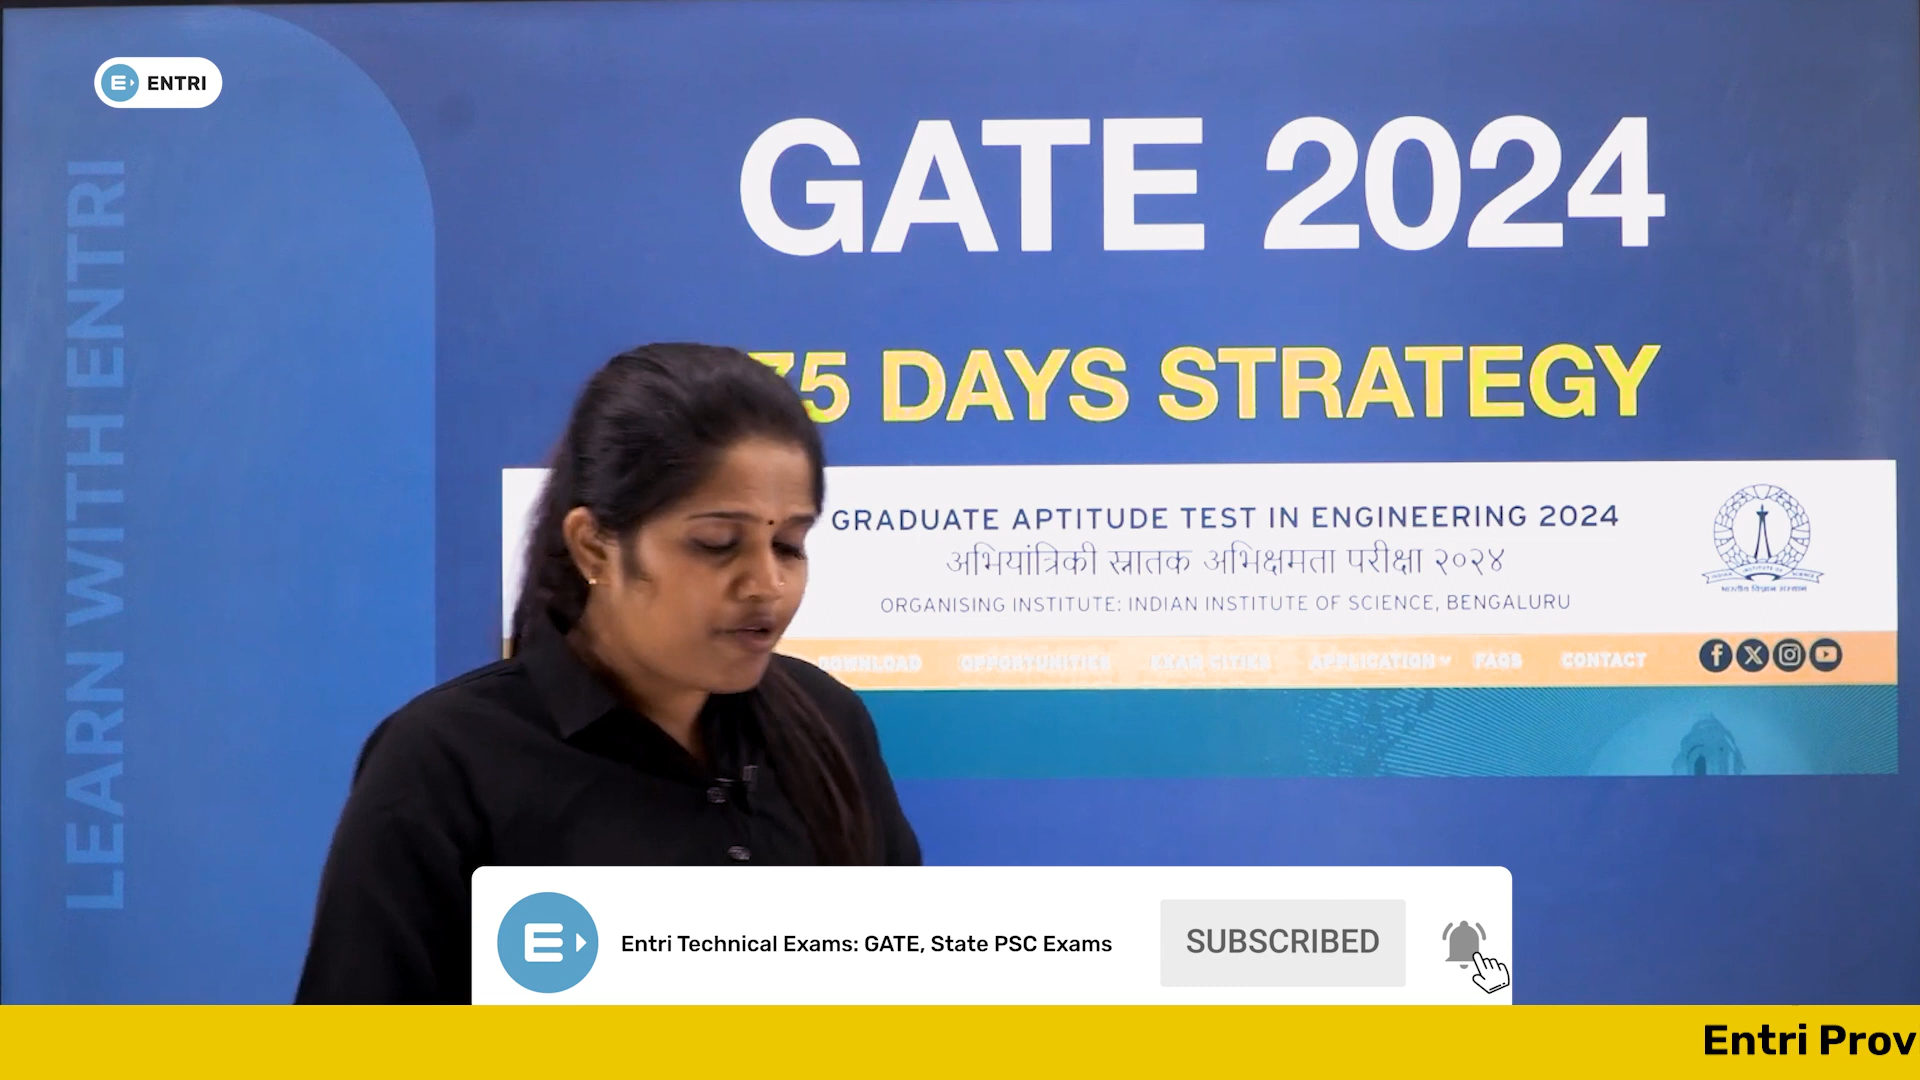 ENTRI
LEARN WITH ENTRI
GATE 2024
75 DAYS STRATEGY
GRADUATE APTITUDE TEST IN ENGINEERING 2024
अभियांत्रिकी स्नातक अभिक्षमता परीक्षा २०२४
ORGANISING INSTITUTE: INDIAN INSTITUTE OF SCIENCE, BENGALURU
DOWNLOAD OPPORTUNITIES EXAM CITIES APPLICATION FAQS CONTACT
Entri Technical Exams: GATE, State PSC Exams
SUBSCRIBED
Entri Prov